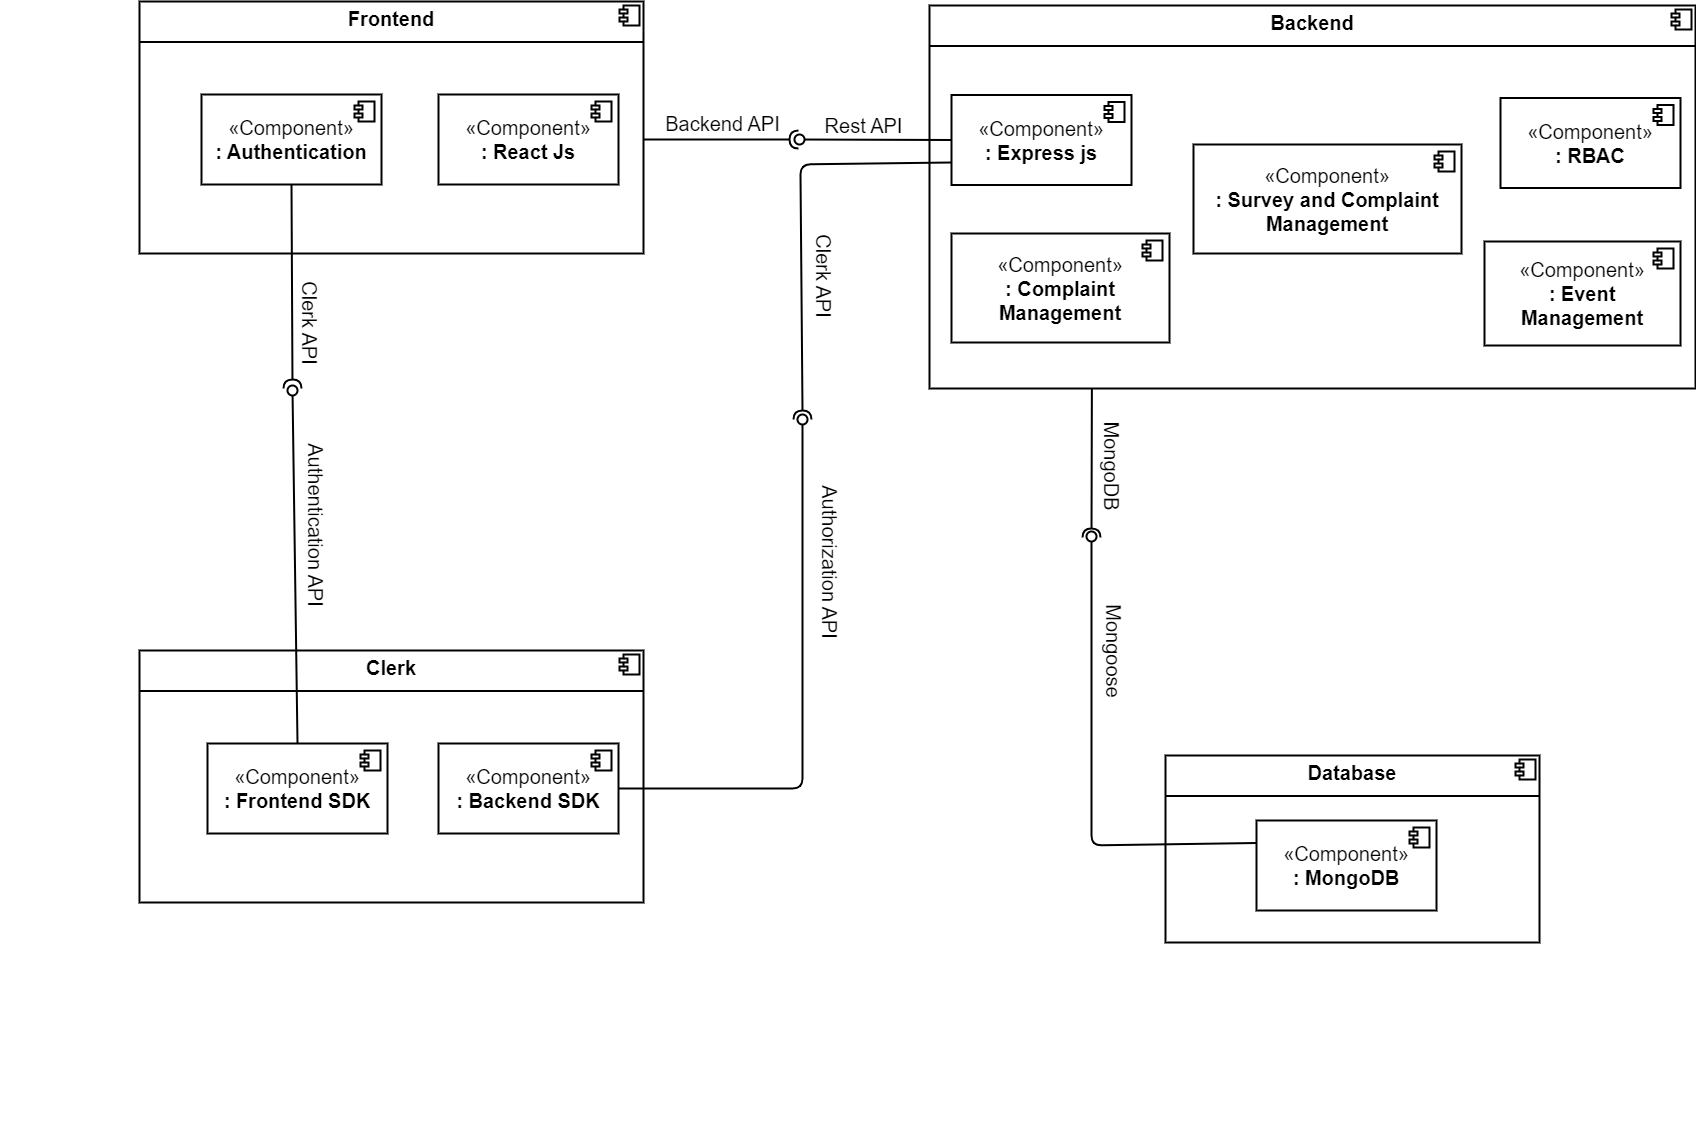 Frontend
«Component»
: Authentication
«Component»
: React Js
Backend API
Rest API
Backend
«Component»
: Express js
«Component»
: Survey and Complaint
Management
«Component»
: RBAC
«Component»
: Complaint
Management
«Component»
: Event
Management
Clerk API
Authentication API
Clerk API
Authorization API
MongoDB
Mongoose
Clerk
«Component»
: Frontend SDK
«Component»
: Backend SDK
Database
«Component»
: MongoDB